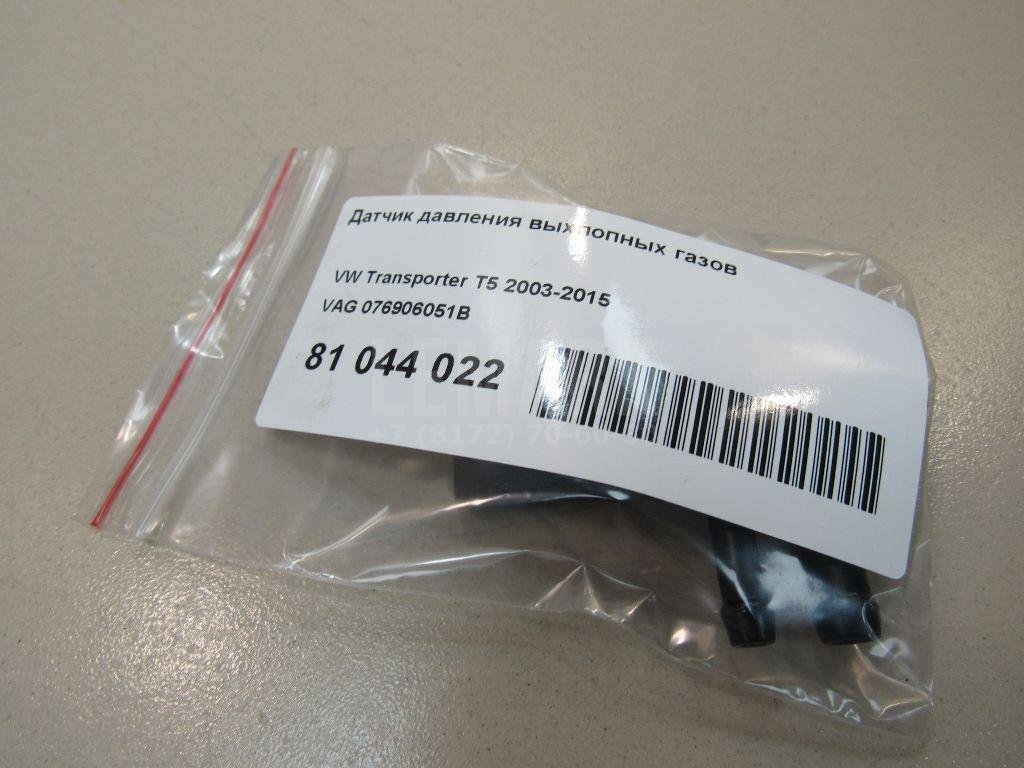 Датчик давления выхлопных газов
VW Transporter T5 2003-2015
VAG 076906051B
81 044 022